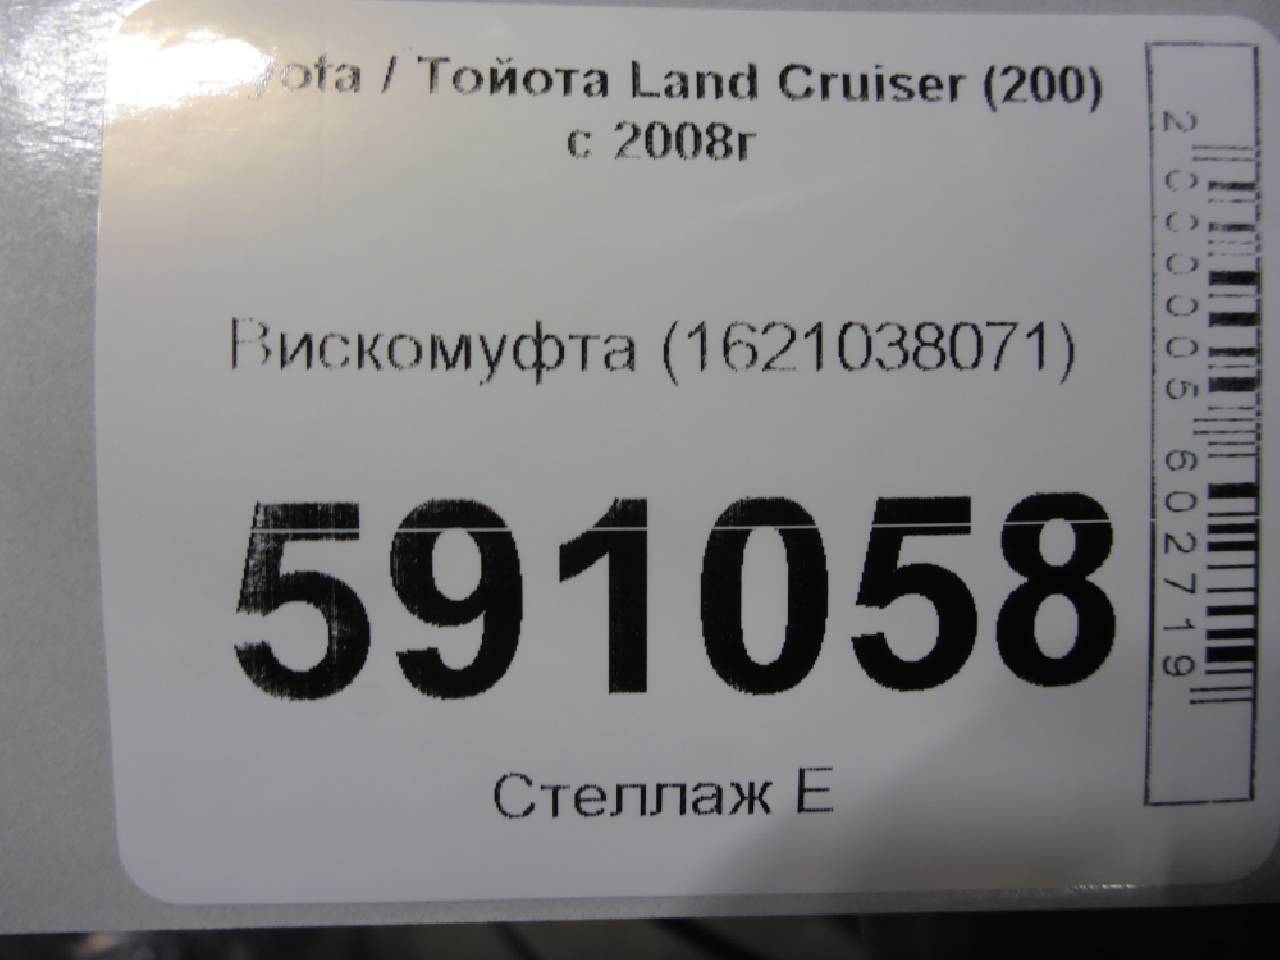 / Тойота Land Cruiser (200)
с 2008г
Вискомуфта (1621038071)
591058
Стеллаж Е
2000005602719